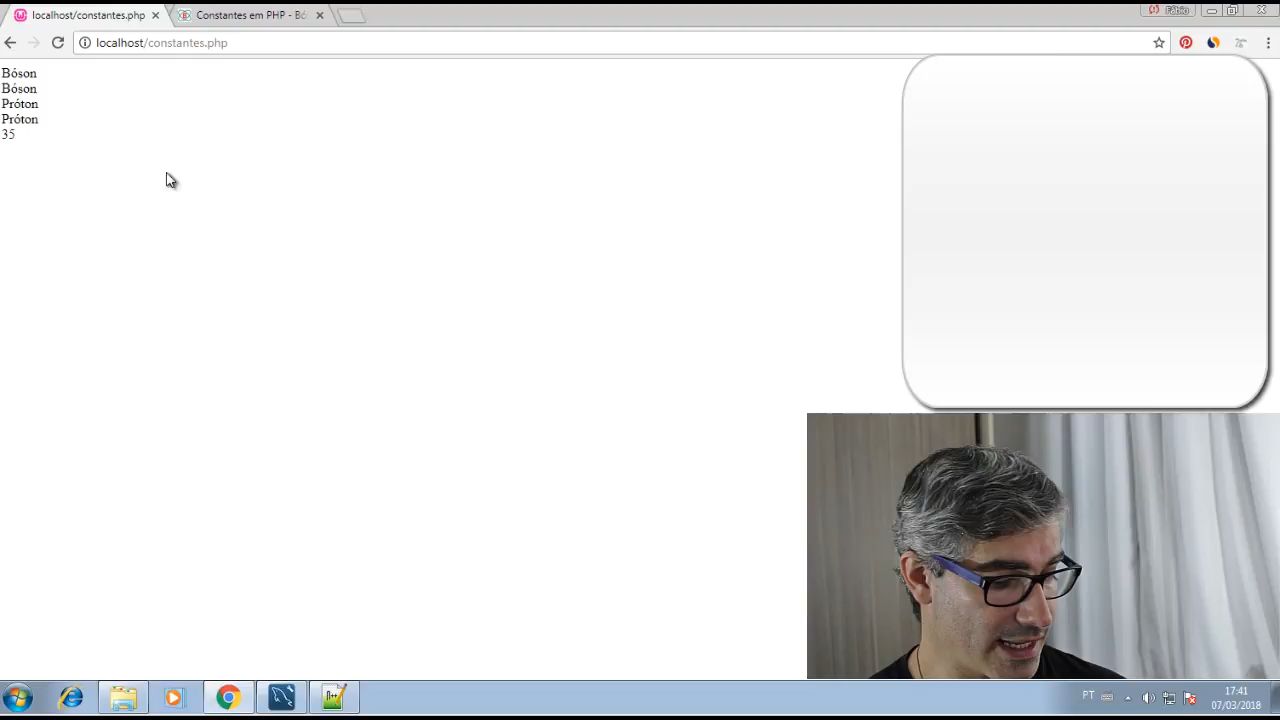 localhost/constantes.php
Constantes em PHP - Bó
Fábio
localhost/constantes.php
Bóson
Bóson
Próton
Próton
35
PT
17:41
07/03/2018